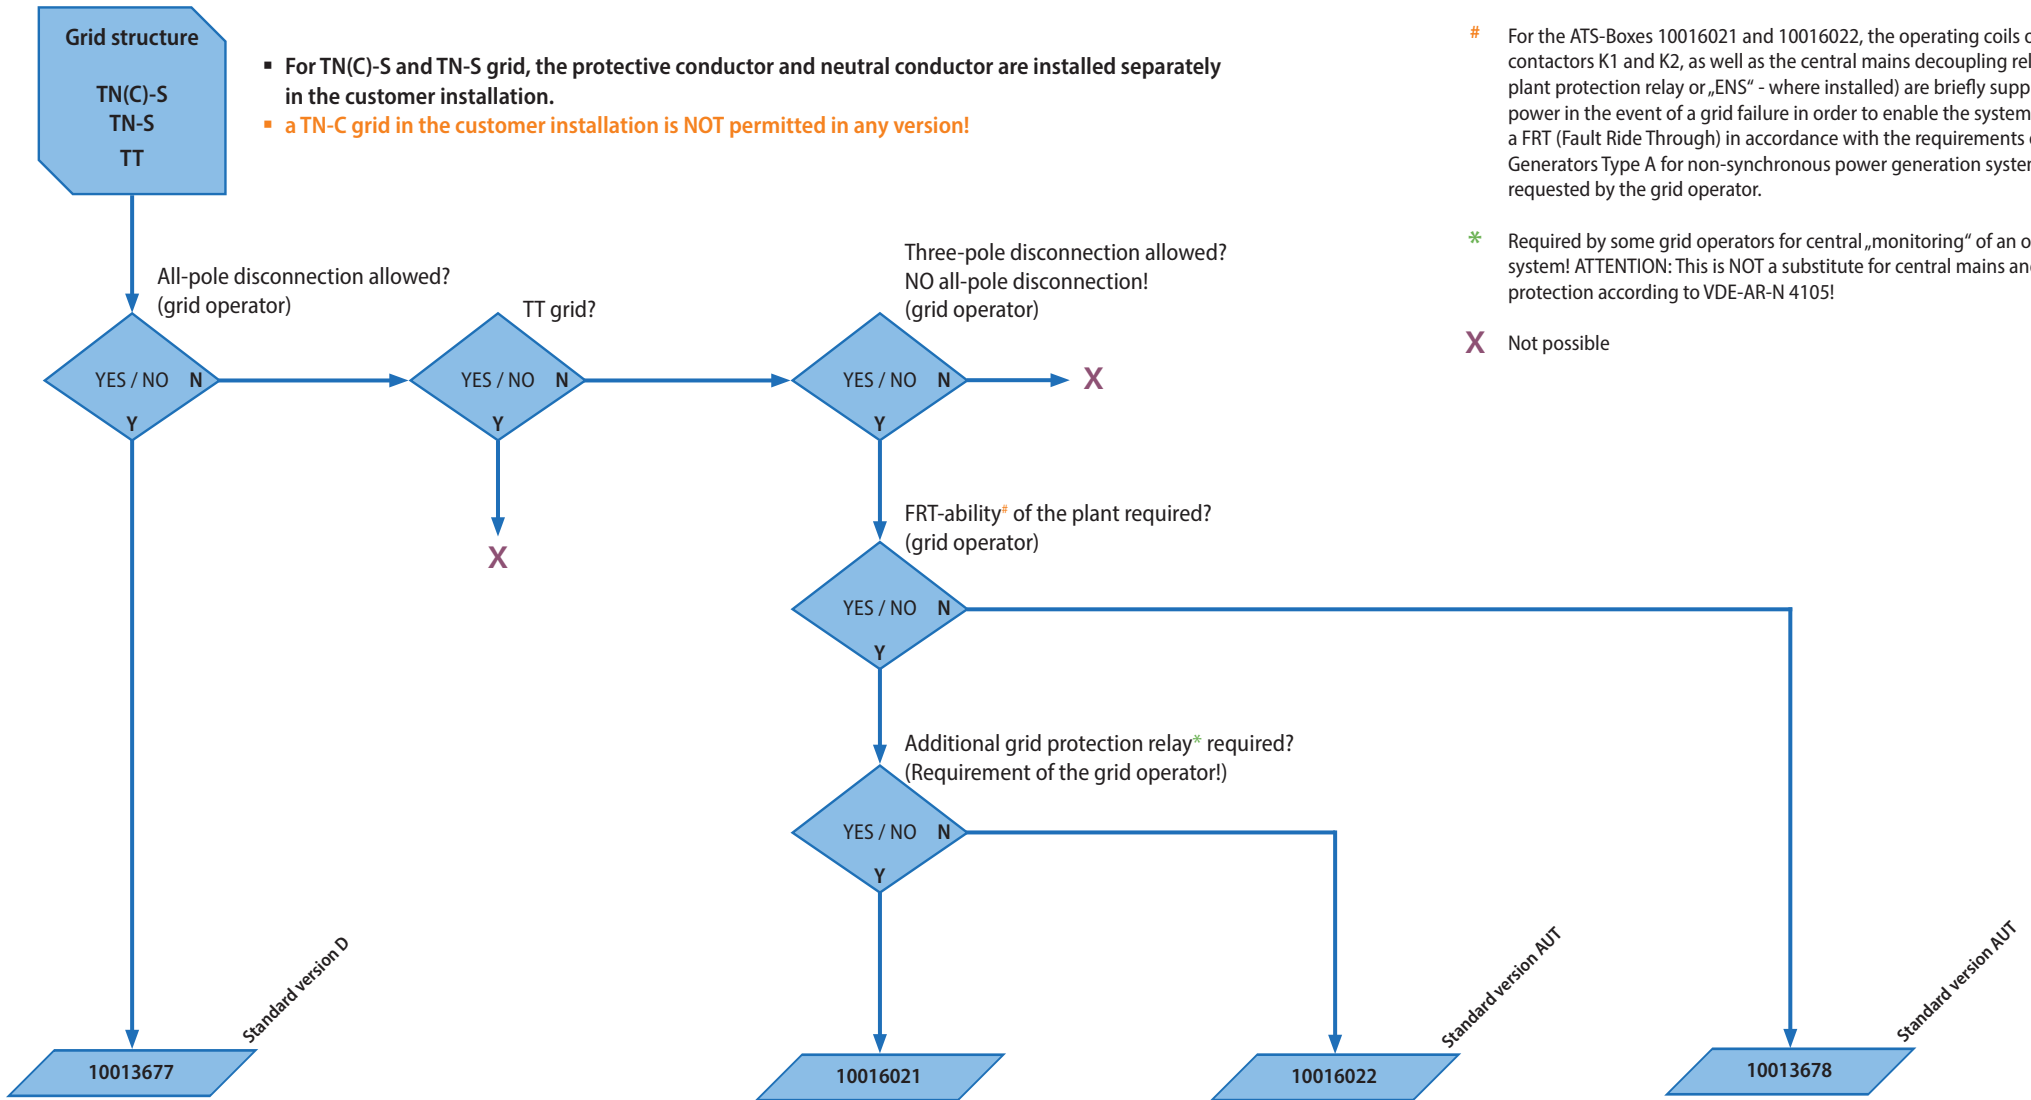 Grid structure
TN(C)-S
TN-S
TT
▪ For TN(C)-S and TN-S grid, the protective conductor and neutral conductor are installed separately
in the customer installation.
▪ a TN-C grid in the customer installation is NOT permitted in any version!
# For the ATS-Boxes 10016021 and 10016022, the operating coils
contactors K1 and K2, as well as the central mains decoupling
plant protection relay or „ENS“ - where installed) are briefly
power in the event of a grid failure in order to enable the system
a FRT (Fault Ride Through) in accordance with the requirements
Generators Type A for non-synchronous power generation
requested by the grid operator.
* Required by some grid operators for central „monitoring“ of an
system! ATTENTION: This is NOT a substitute for central mains
protection according to VDE-AR-N 4105!
X Not possible
All-pole disconnection allowed?
(grid operator)
YES / NO N
Y
TT grid?
YES / NO N
Y
X
Three-pole disconnection allowed?
NO all-pole disconnection!
(grid operator)
YES / NO N
Y
X
FRT-ability# of the plant required?
(grid operator)
YES / NO N
Y
Additional grid protection relay* required?
(Requirement of the grid operator!)
YES / NO N
Y
Standard version D
10013677
10016021
Standard version AUT
10016022
Standard version AUT
10013678